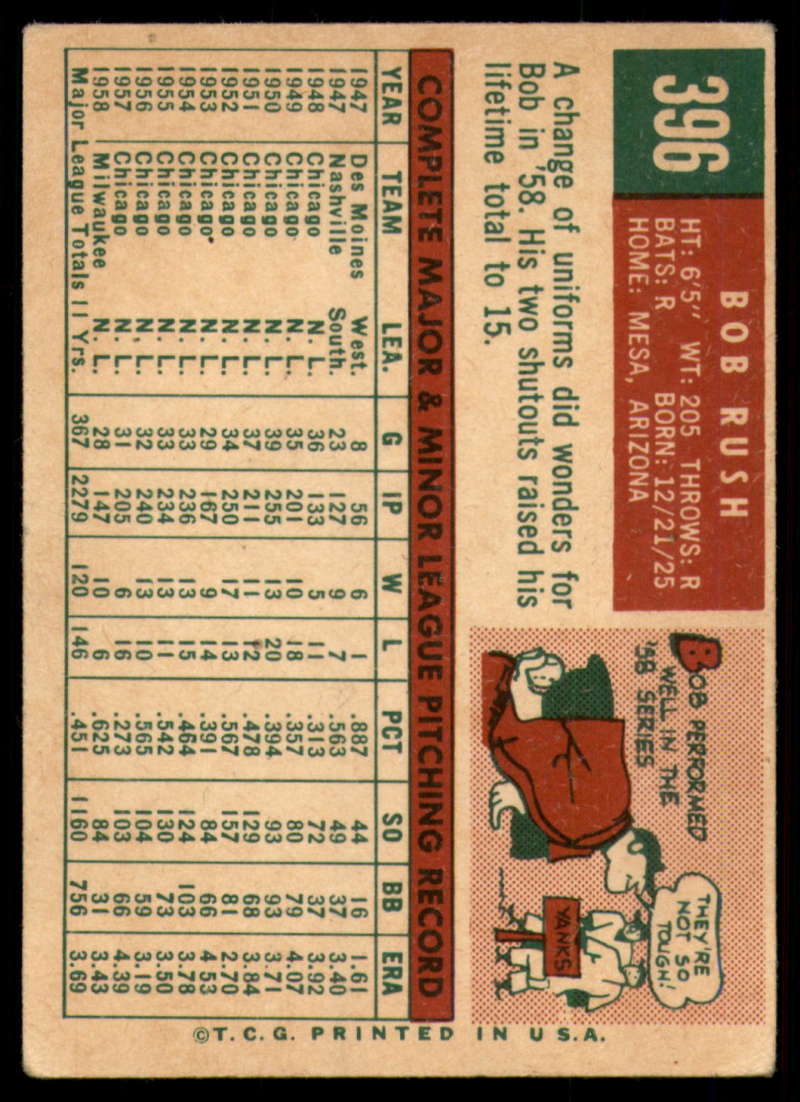 396
BOB RUSH
HT: 6'5" WT: 205 THROWS: R
BATS: R BORN: 12/21/25
HOME: MESA, ARIZONA
A change of uniforms did wonders for
Bob in '58. His two shutouts raised his
lifetime total to 15.
BOB PERFORMED
WELL IN THE
'58 SERIES
THEY'RE
NOT SO
TOUGH!
YANKS
COMPLETE MAJOR & MINOR LEAGUE PITCHING RECORD
YEAR TEAM LEA. G IP W L PCT SO BB ERA
1947 Des Moines West. 8 56 6 1 .887 44 16 1.61
1947 Nashville South. 23 127 9 7 .563 49 37 3.40
1948 Chicago N. L. 36 133 5 11 .313 72 37 3.92
1949 Chicago N. L. 35 201 10 18 .357 80 79 4.07
1950 Chicago N. L. 39 255 13 20 .394 93 93 3.71
1951 Chicago N. L. 37 211 11 12 .478 129 68 3.84
1952 Chicago N. L. 34 250 17 13 .567 157 81 2.70
1953 Chicago N. L. 29 167 9 14 .391 84 66 4.53
1954 Chicago N. L. 33 236 13 15 .464 124 103 3.78
1955 Chicago N. L. 33 234 13 11 .542 130 73 3.50
1956 Chicago N. L. 32 240 13 10 .565 104 59 3.19
1957 Chicago N. L. 31 205 6 16 .273 103 66 4.39
1958 Milwaukee N. L. 28 147 10 6 .625 84 31 3.43
Major League Totals 11 Yrs. 367 2279 120 146 .451 1160 756 3.69
©T.C.G. PRINTED IN U.S.A.